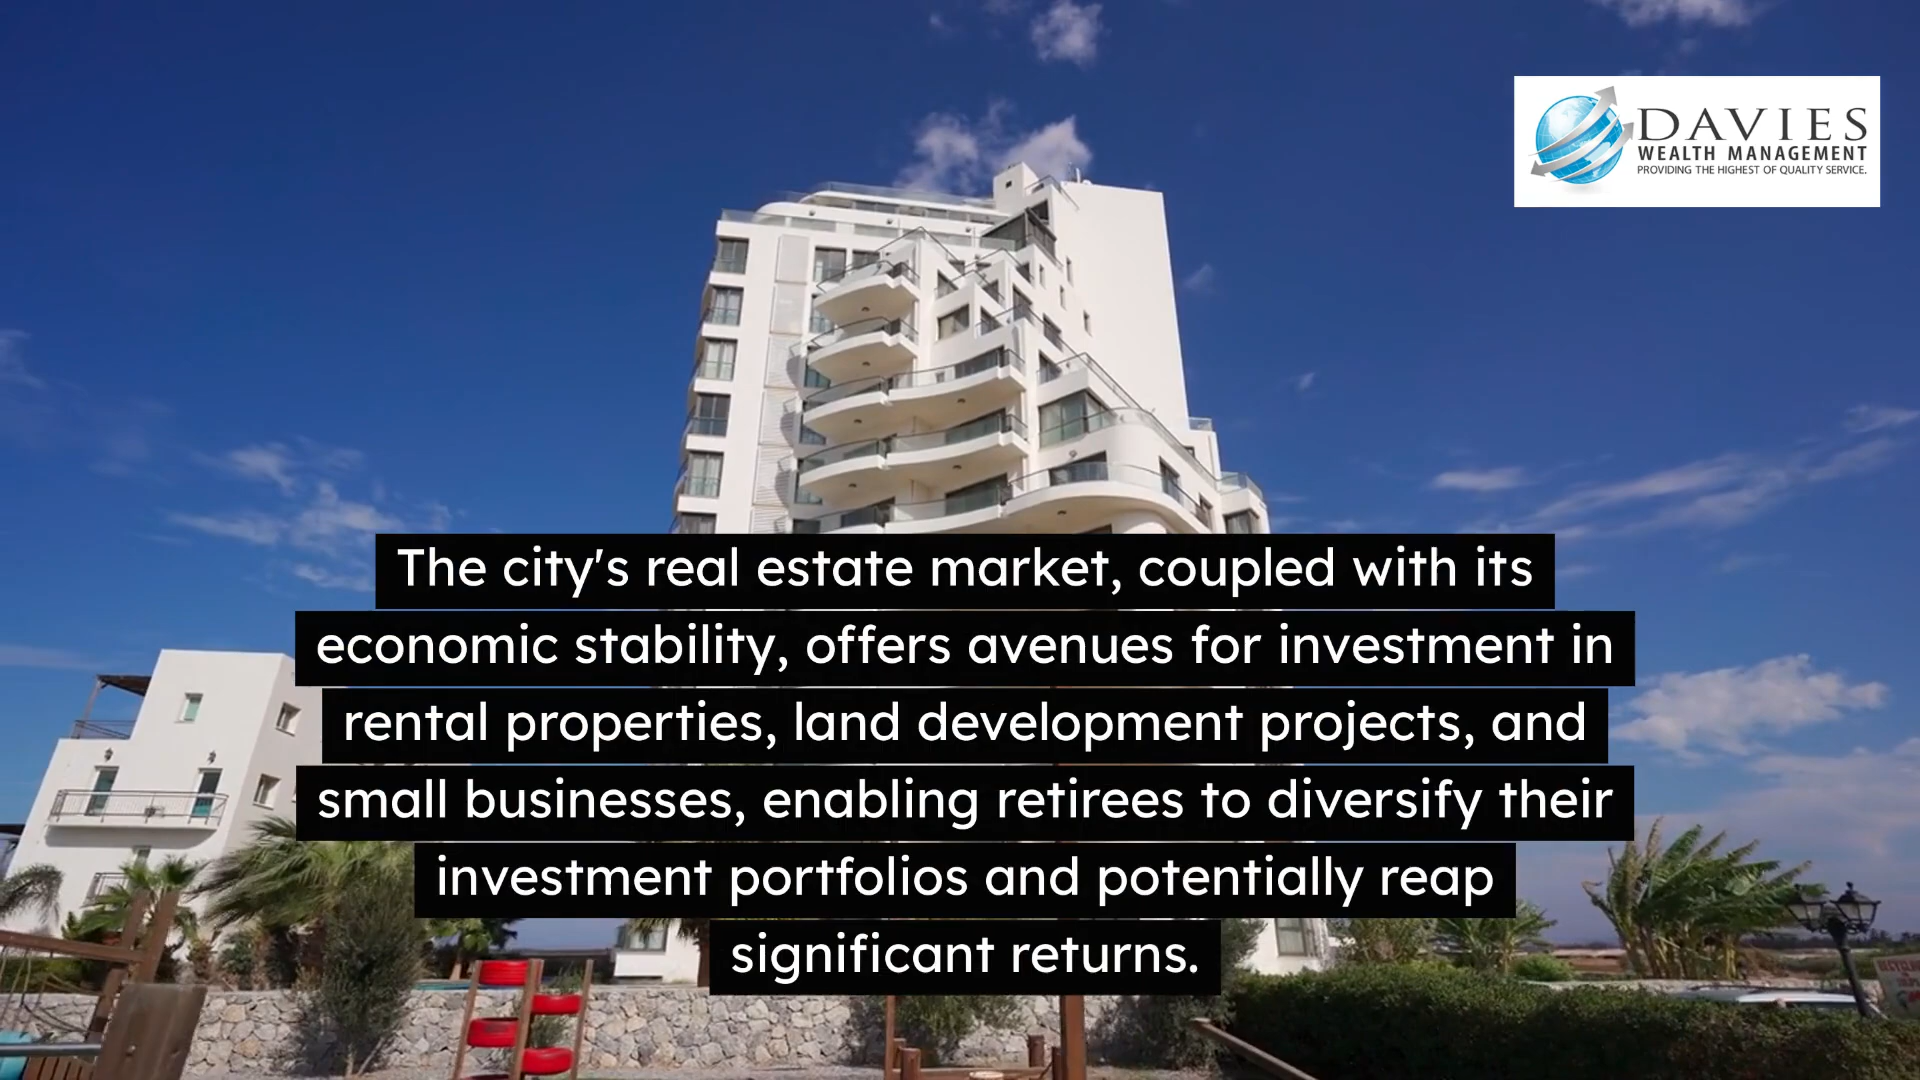 DAVIES
WEALTH MANAGEMENT
PROVIDING THE HIGHEST OF QUALITY SERVICE.
The city's real estate market, coupled with its
economic stability, offers avenues for investment in
rental properties, land development projects, and
small businesses, enabling retirees to diversify their
investment portfolios and potentially reap
significant returns.